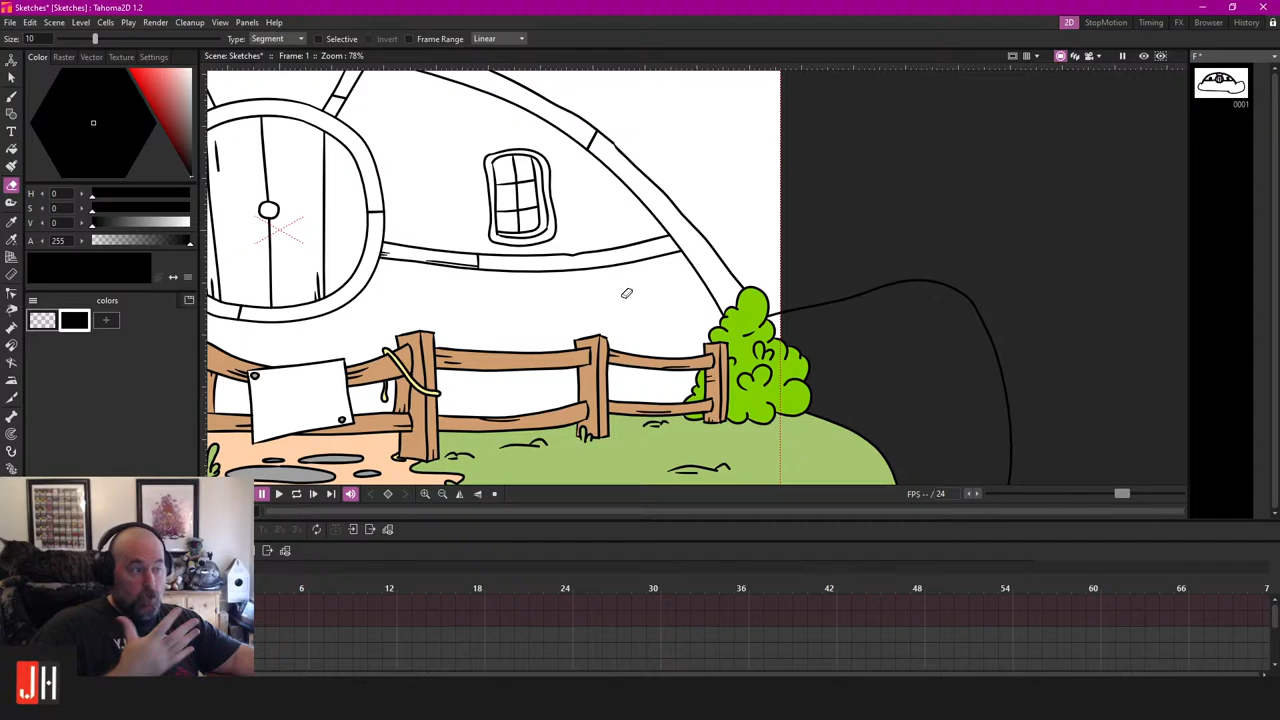 Sketches* [Sketches] : Tahoma2D 1.2
File Edit Scene Level Cells Play Render Cleanup View Panels Help
2D StopMotion Timing FX Browser History
Size: 10 Type: Segment Selective Invert Frame Range Linear
Color Raster Vector Texture Settings
Scene: Sketches* : Frame: 1 : Zoom: 78%
F *
0001
H 0
S 0
V 0
A 255
colors
FPS -- / 24
6 12 18 24 30 36 42 48 54 60 66 7
JH